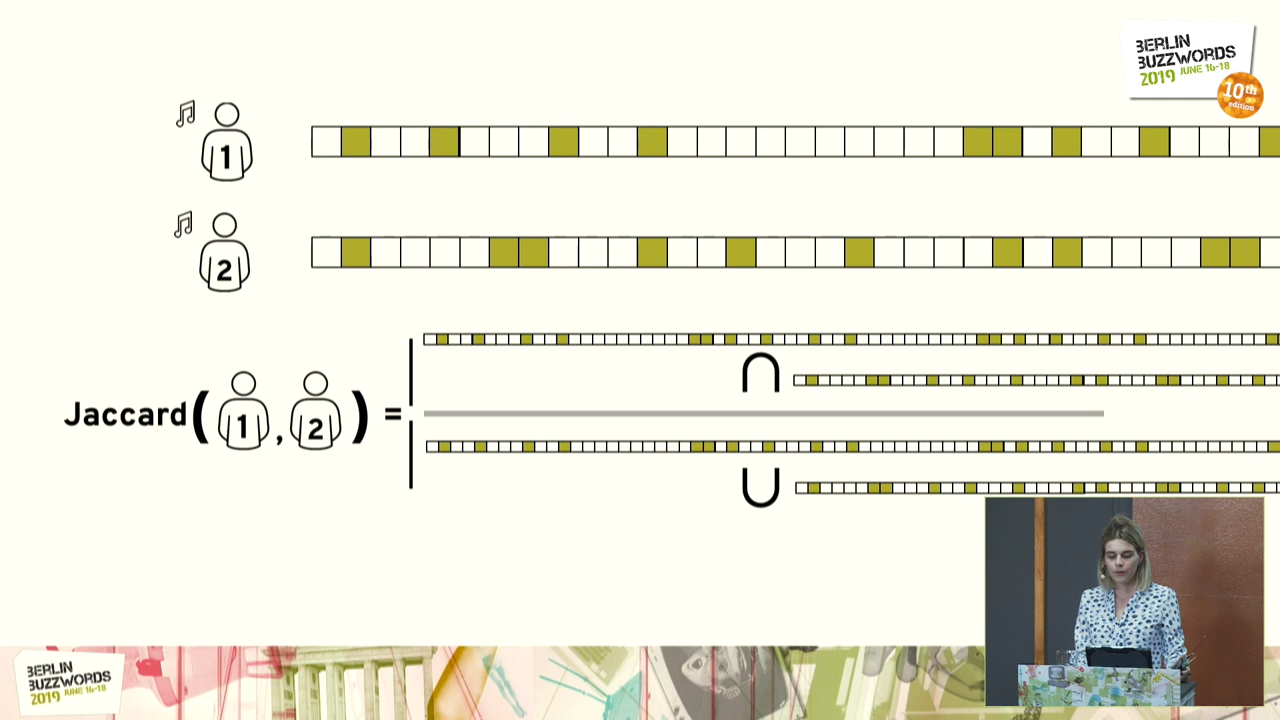 BERLIN
BUZZWORDS
2019 JUNE 16-18
10th
edition
1
2
Jaccard(1, 2) =
∩
∪
BERLIN
BUZZWORDS
2019 JUNE 16-18